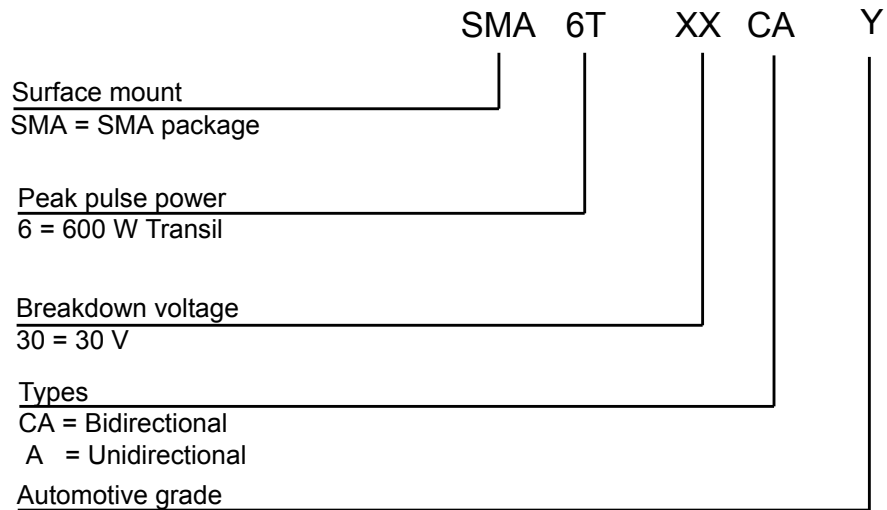 SMA 6T XX CA Y
Surface mount
SMA = SMA package
Peak pulse power
6 = 600 W Transil
Breakdown voltage
30 = 30 V
Types
CA = Bidirectional
A = Unidirectional
Automotive grade